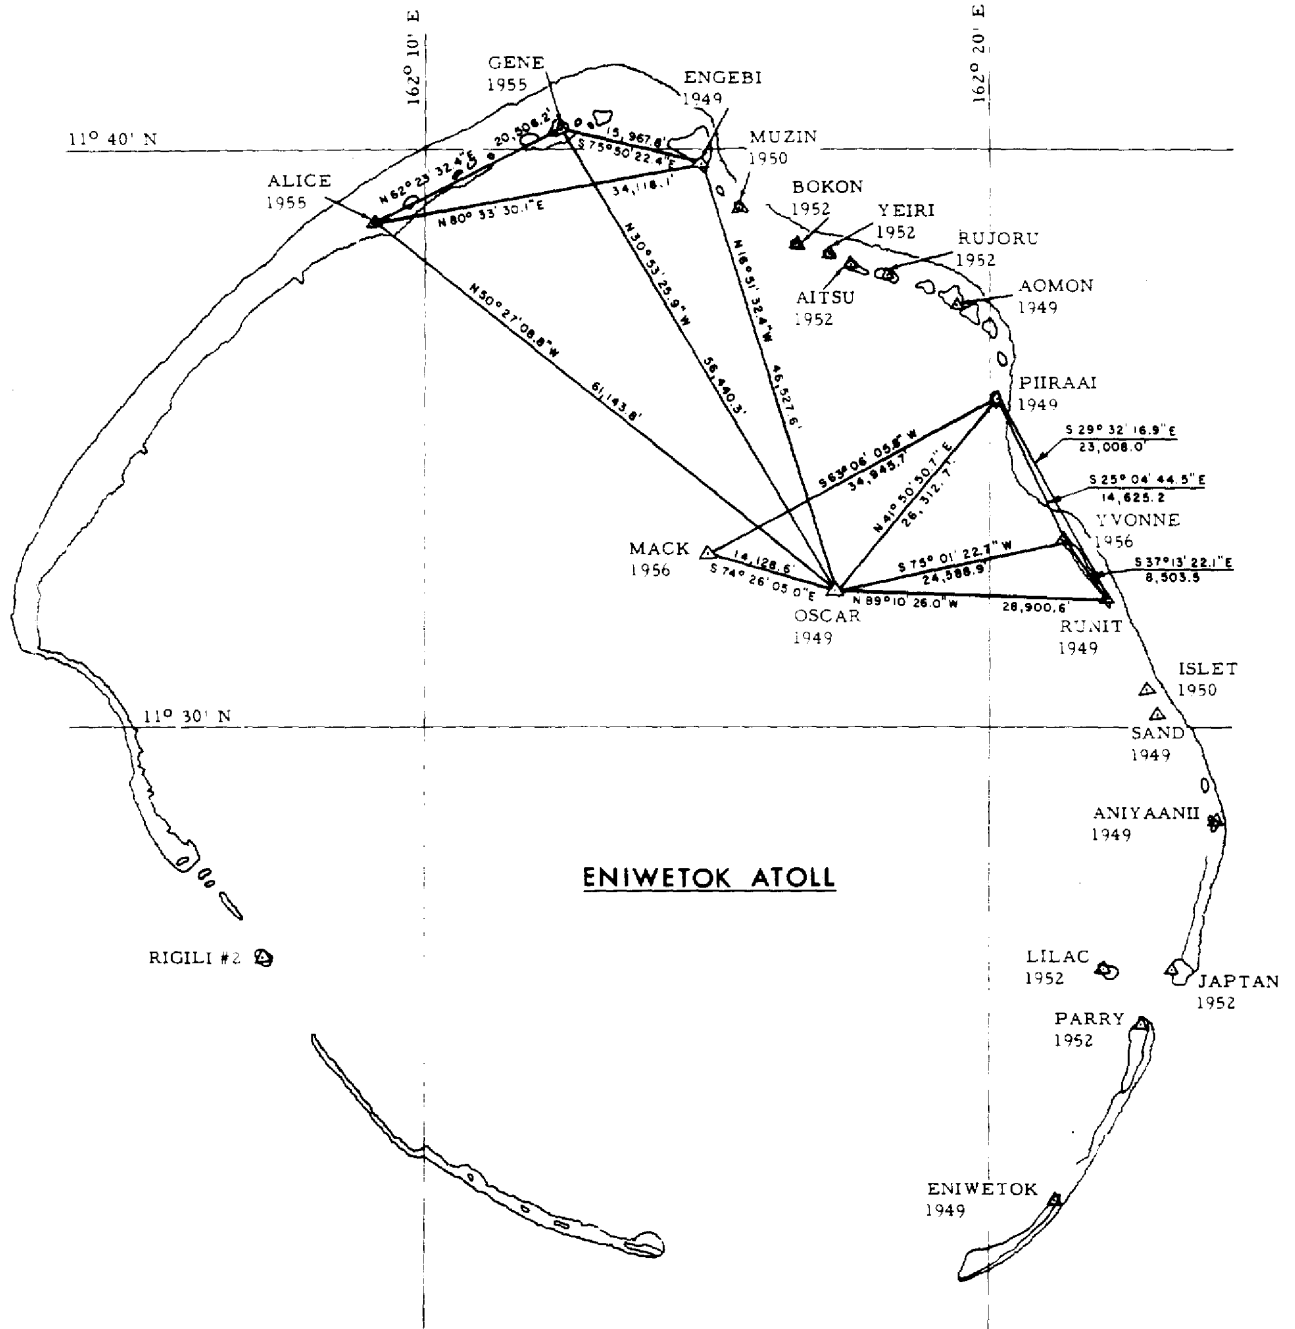 162° 10' E
162° 20' E
GENE
1955
ENGEBI
1949
11° 40' N
MUZIN
1950
20,506.2'
15,967.8'
S 75° 50' 22.4" E
N 62° 23' 32.4" E
ALICE
1955
34,118.1'
N 80° 33' 30.1" E
BOKON
1952
YEIRI
1952
RUJORU
1952
AITSU
1952
AOMON
1949
N 30° 53' 25.9" W
N 16° 51' 32.4" W
N 50° 27' 08.8" W
56,440.3'
46,527.6'
61,143.8'
PIIRAAI
1949
S 29° 32' 16.9" E
23,008.0'
S 63° 06' 05.8" W
34,945.7'
N 41° 50' 50.7" E
26,312.7'
S 25° 04' 44.5" E
14,625.2
YVONNE
1956
MACK
1956
14,128.6'
S 74° 26' 05.0" E
S 75° 01' 22.7" W
24,588.9'
S 37° 13' 22.1" E
8,503.5
OSCAR
1949
N 89° 10' 26.0" W
28,900.6'
RUNIT
1949
ISLET
1950
11° 30' N
SAND
1949
ANIYAANII
1949
ENIWETOK ATOLL
RIGILI #2
LILAC
1952
JAPTAN
1952
PARRY
1952
ENIWETOK
1949